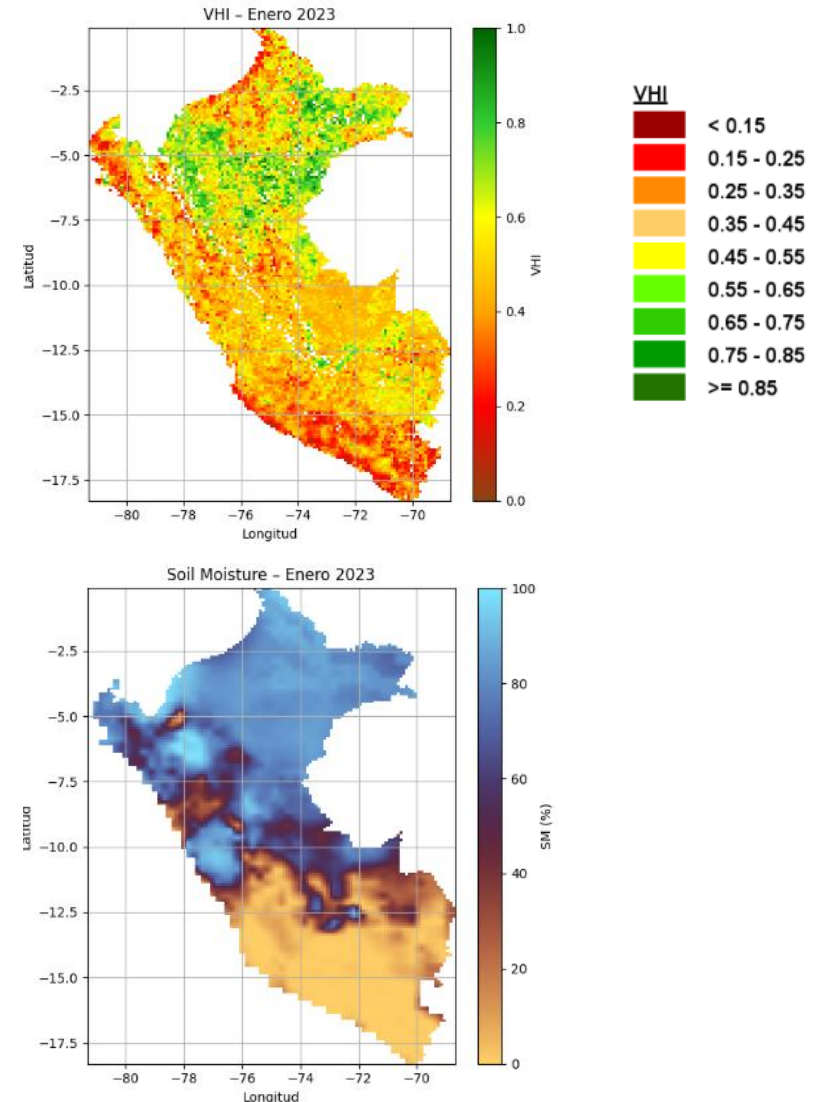 VHI – Enero 2023
1.0
0.8
0.6
0.4
0.2
0.0
VHI
−2.5
−5.0
−7.5
−10.0
−12.5
−15.0
−17.5
Latitud
−80 −78 −76 −74 −72 −70
Longitud
VHI
< 0.15
0.15 - 0.25
0.25 - 0.35
0.35 - 0.45
0.45 - 0.55
0.55 - 0.65
0.65 - 0.75
0.75 - 0.85
>= 0.85
Soil Moisture – Enero 2023
100
80
60
40
20
0
SM (%)
−2.5
−5.0
−7.5
−10.0
−12.5
−15.0
−17.5
Latitud
−80 −78 −76 −74 −72 −70
Longitud